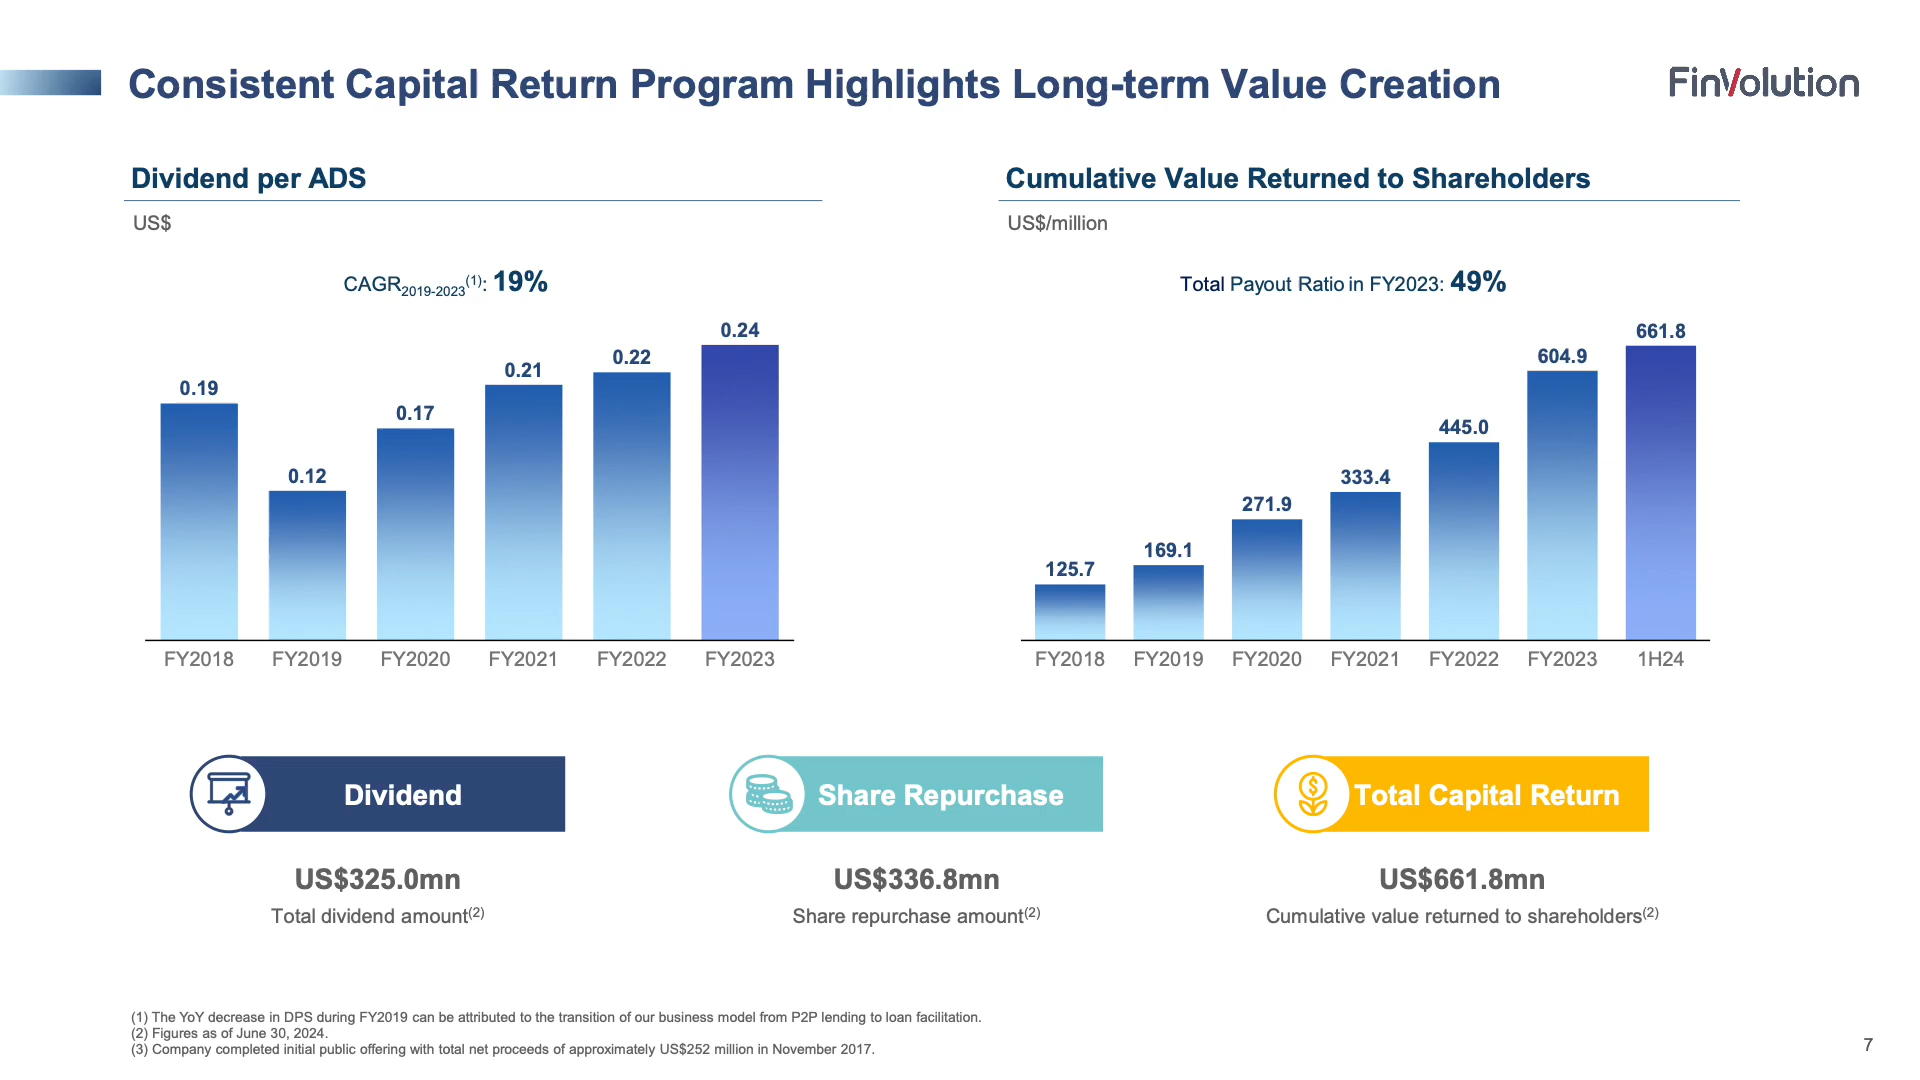 Consistent Capital Return Program Highlights Long-term Value Creation
FinVolution
Dividend per ADS
US$
CAGR2019-2023(1): 19%
0.19
0.12
0.17
0.21
0.22
0.24
FY2018
FY2019
FY2020
FY2021
FY2022
FY2023
Cumulative Value Returned to Shareholders
US$/million
Total Payout Ratio in FY2023: 49%
125.7
169.1
271.9
333.4
445.0
604.9
661.8
FY2018
FY2019
FY2020
FY2021
FY2022
FY2023
1H24
Dividend
US$325.0mn
Total dividend amount(2)
Share Repurchase
US$336.8mn
Share repurchase amount(2)
$
Total Capital Return
US$661.8mn
Cumulative value returned to shareholders(2)
(1) The YoY decrease in DPS during FY2019 can be attributed to the transition of our business model from P2P lending to loan facilitation.
(2) Figures as of June 30, 2024.
(3) Company completed initial public offering with total net proceeds of approximately US$252 million in November 2017.
7